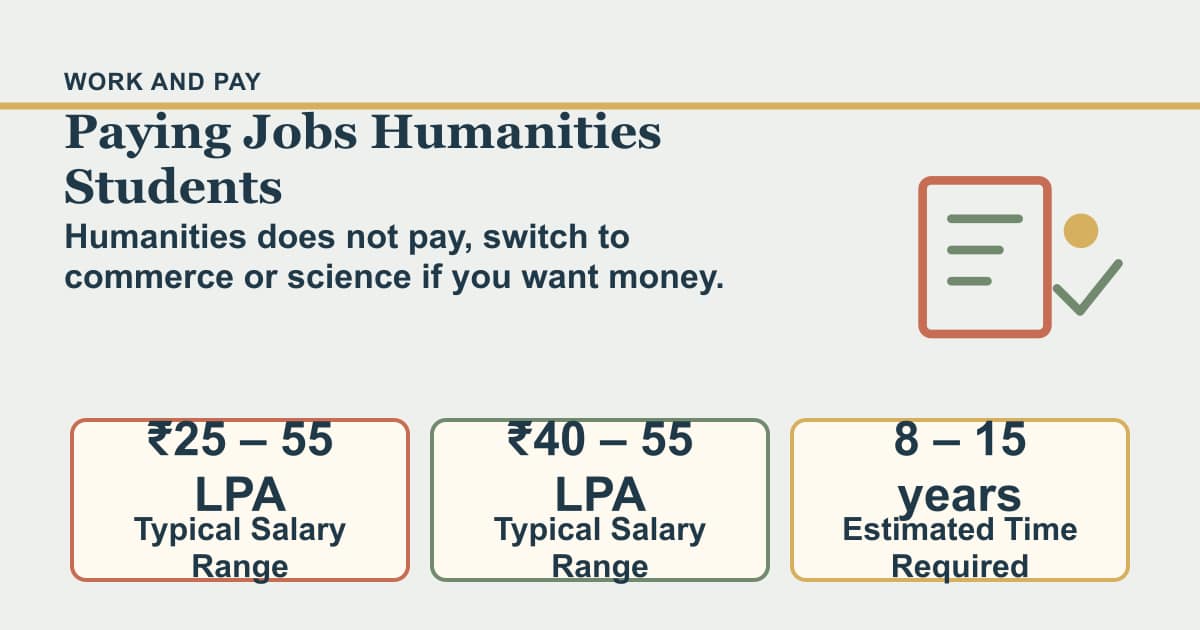 WORK AND PAY
Paying Jobs Humanities
Students
Humanities does not pay, switch to
commerce or science if you want money.
₹25 – 55
LPA
Typical Salary
Range
₹40 – 55
LPA
Typical Salary
Range
8 – 15
years
Estimated Time
Required